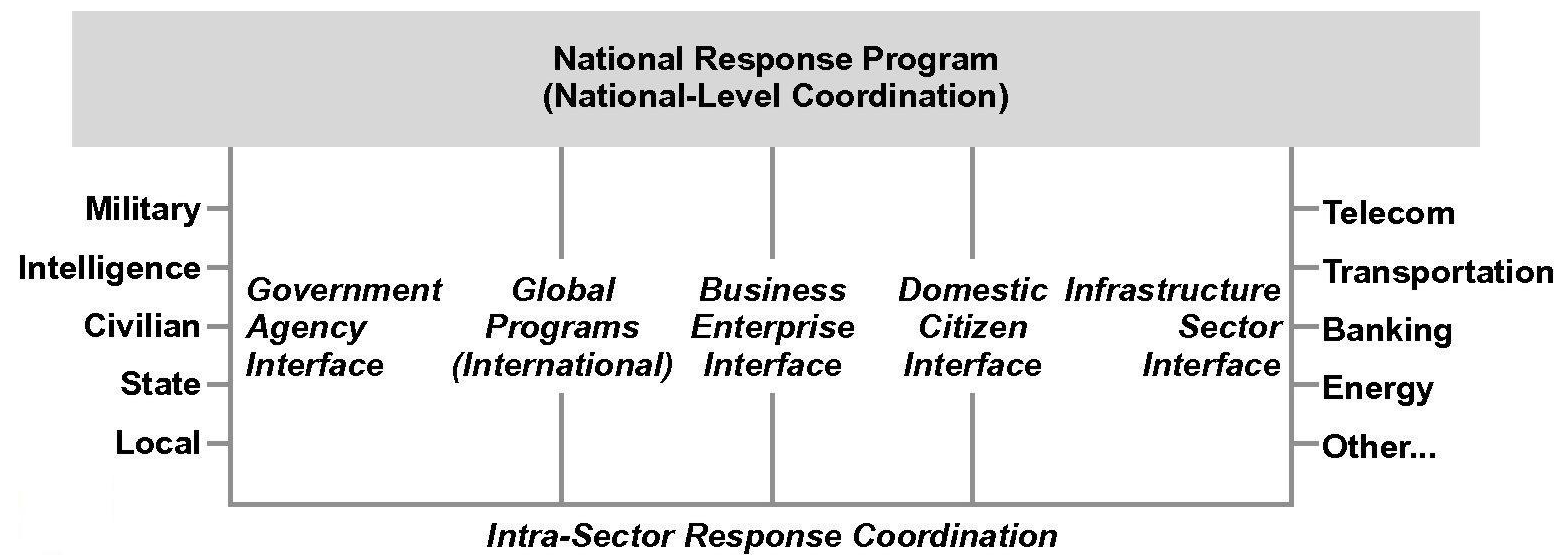 National Response Program
(National-Level Coordination)
Military
Intelligence
Civilian
State
Local
Government
Agency
Interface
Global
Programs
(International)
Business
Enterprise
Interface
Domestic
Citizen
Interface
Infrastructure
Sector
Interface
Telecom
Transportation
Banking
Energy
Other...
Intra-Sector Response Coordination